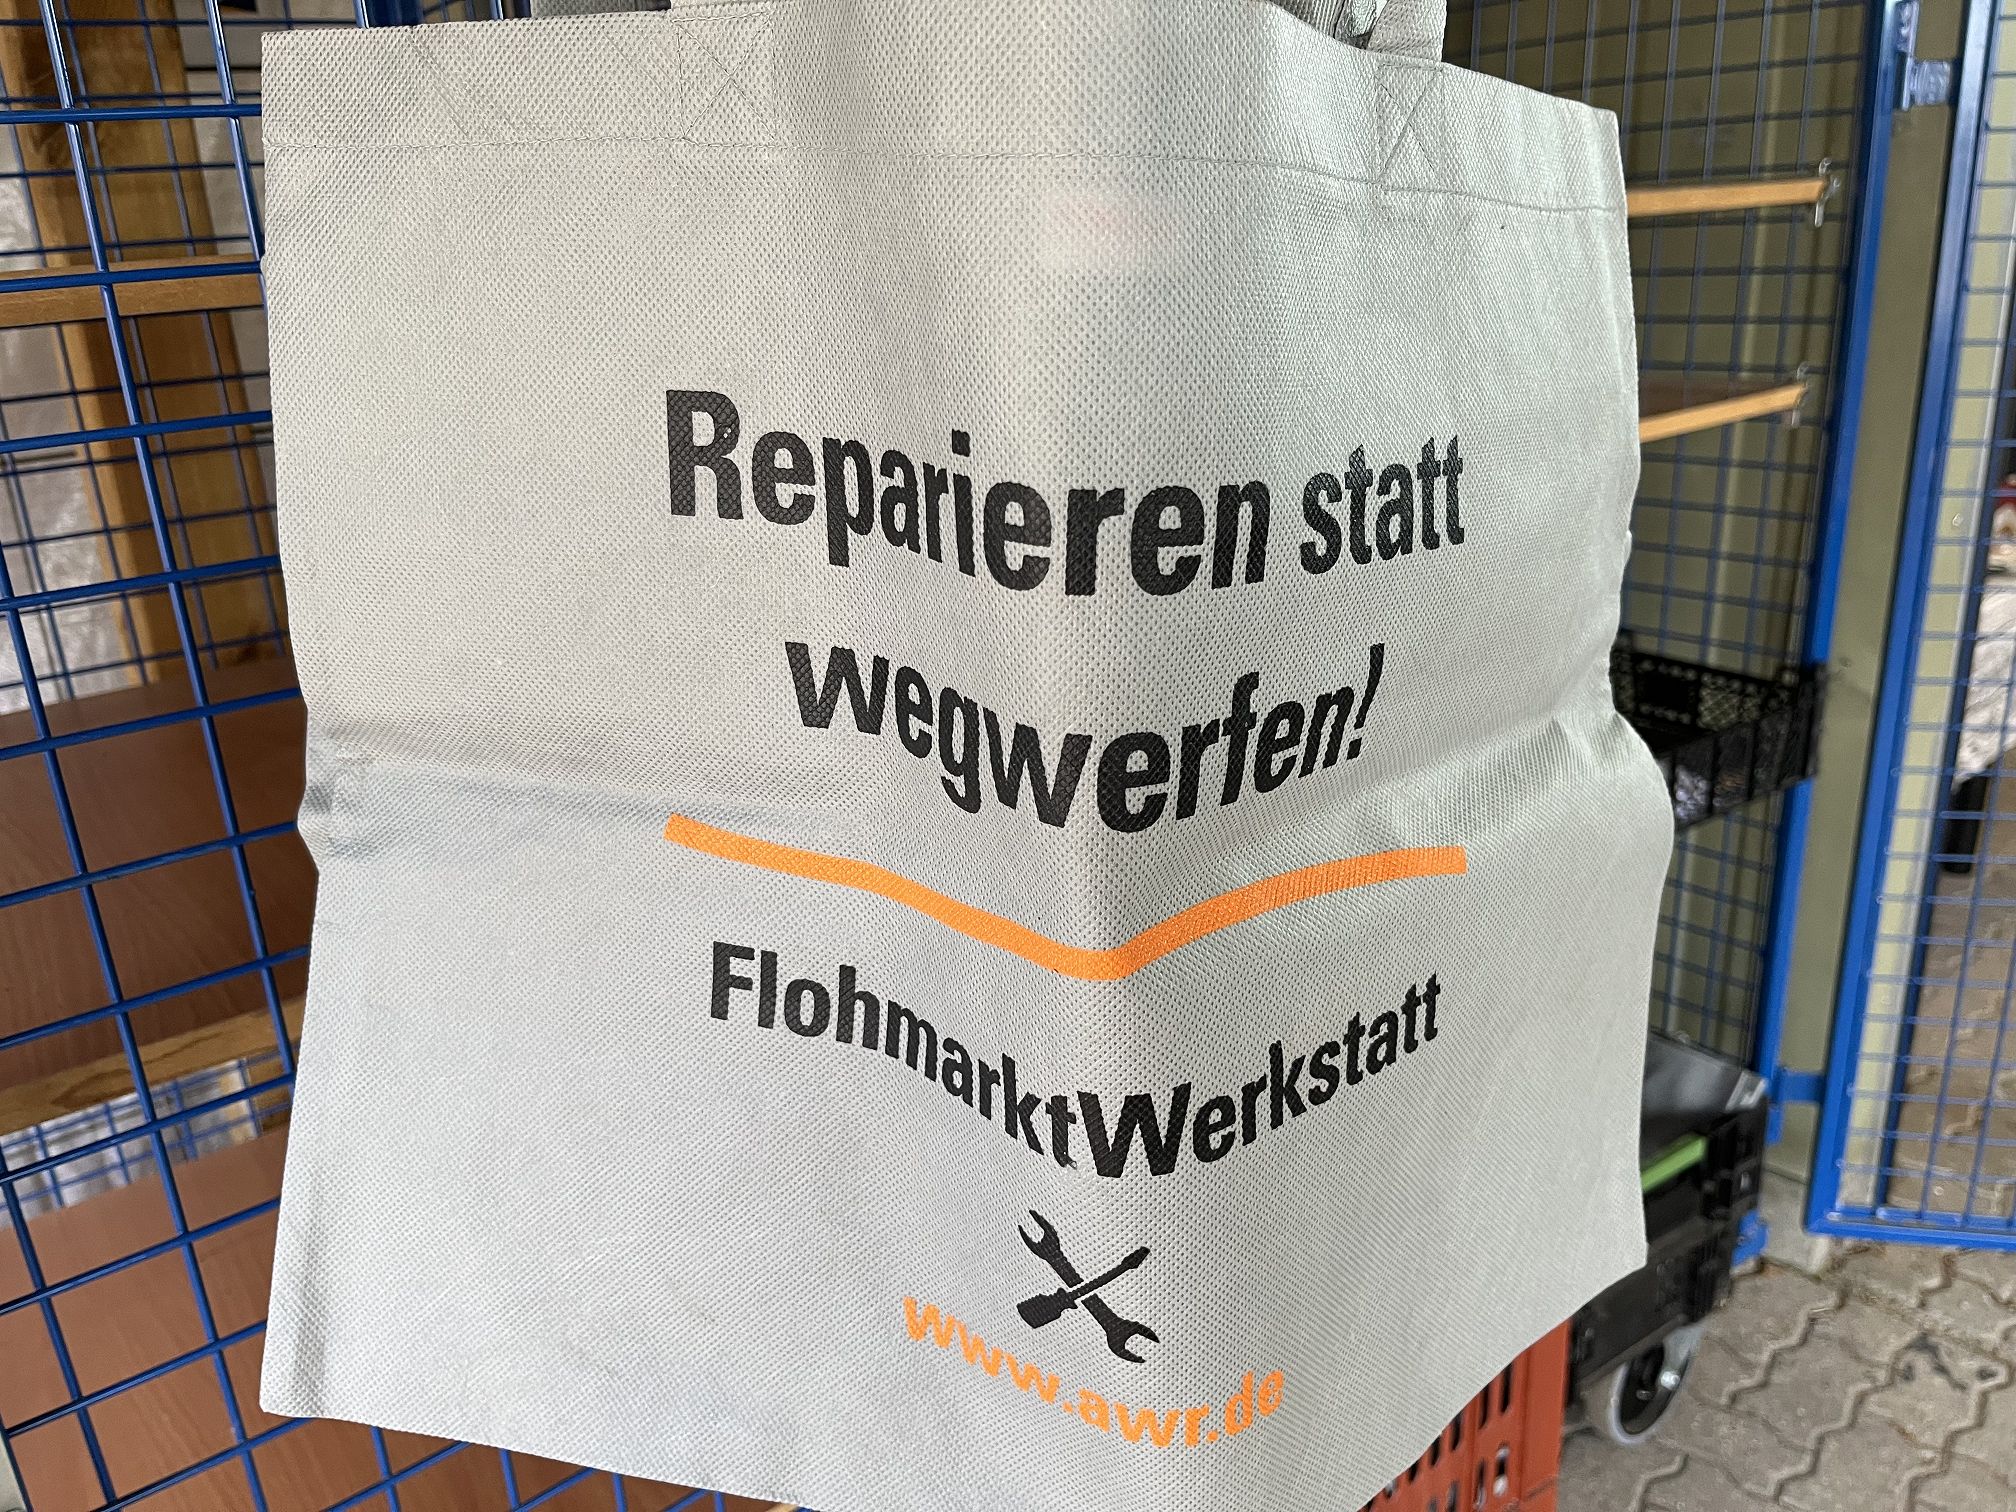 Reparieren statt
wegwerfen!
FlohmarktWerkstatt
www.awr.de